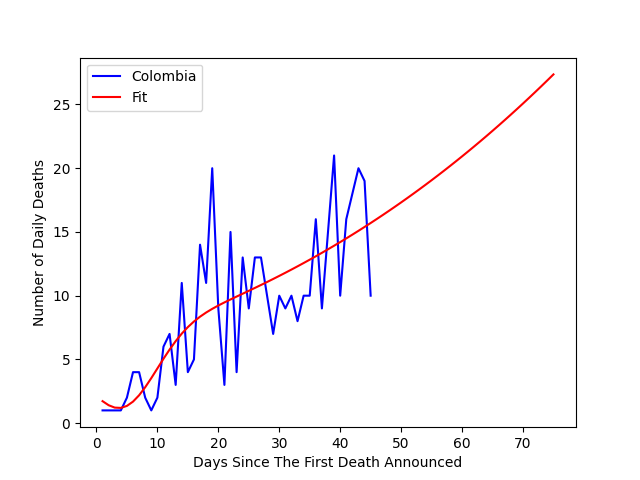 Colombia
Fit
Number of Daily Deaths
25
20
15
10
5
0
0 10 20 30 40 50 60 70
Days Since The First Death Announced